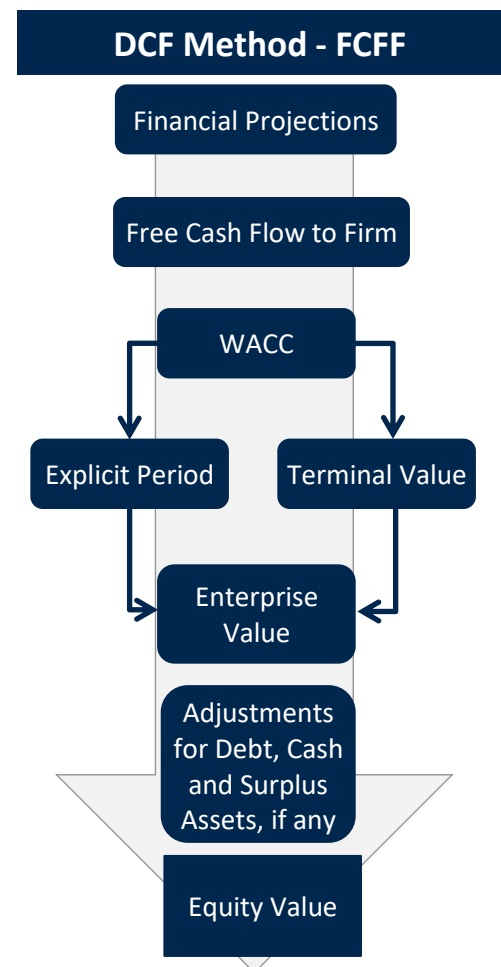 DCF Method - FCFF
Financial Projections
Free Cash Flow to Firm
WACC
Explicit Period
Terminal Value
Enterprise
Value
Adjustments
for Debt, Cash
and Surplus
Assets, if any
Equity Value